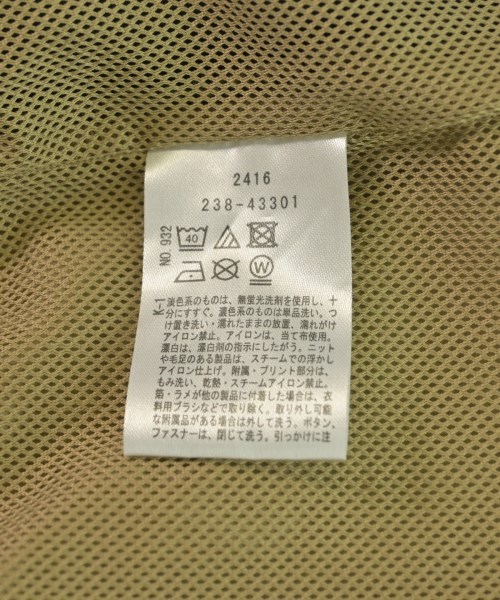 2416
238-43301
NO.932
40
W
K-1
淡色系のものは、無蛍光洗剤を使用し、十
分にすすぐ。濃色系のものは単品洗い。つ
け置き洗い・濡れたままの放置、濡れがけ
アイロン禁止。アイロンは、当て布使用。
漂白は、漂白剤の指示にしたがう。ニット
や毛足のある製品は、スチームでの浮かし
アイロン仕上げ。附属・プリント部分は、
もみ洗い、乾熱・スチームアイロン禁止。
箔・ラメが他の製品に付着した場合は、衣
料用ブラシなどで取り除く。取り外し可能
な附属品がある場合は外して洗う。ボタン、
ファスナーは、閉じて洗う。引っかけに注